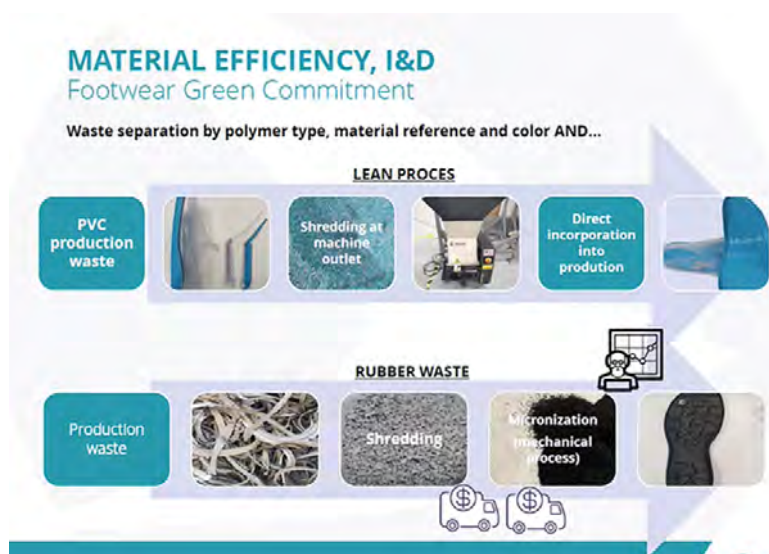 MATERIAL EFFICIENCY, I&D
Footwear Green Commitment
Waste separation by polymer type, material reference and color AND...
LEAN PROCES
PVC
production
waste
Shredding at
machine
outlet
Direct
incorporation
into
prodution
RUBBER WASTE
Production
waste
Shredding
Micronization
(mechanical
process)
$
$